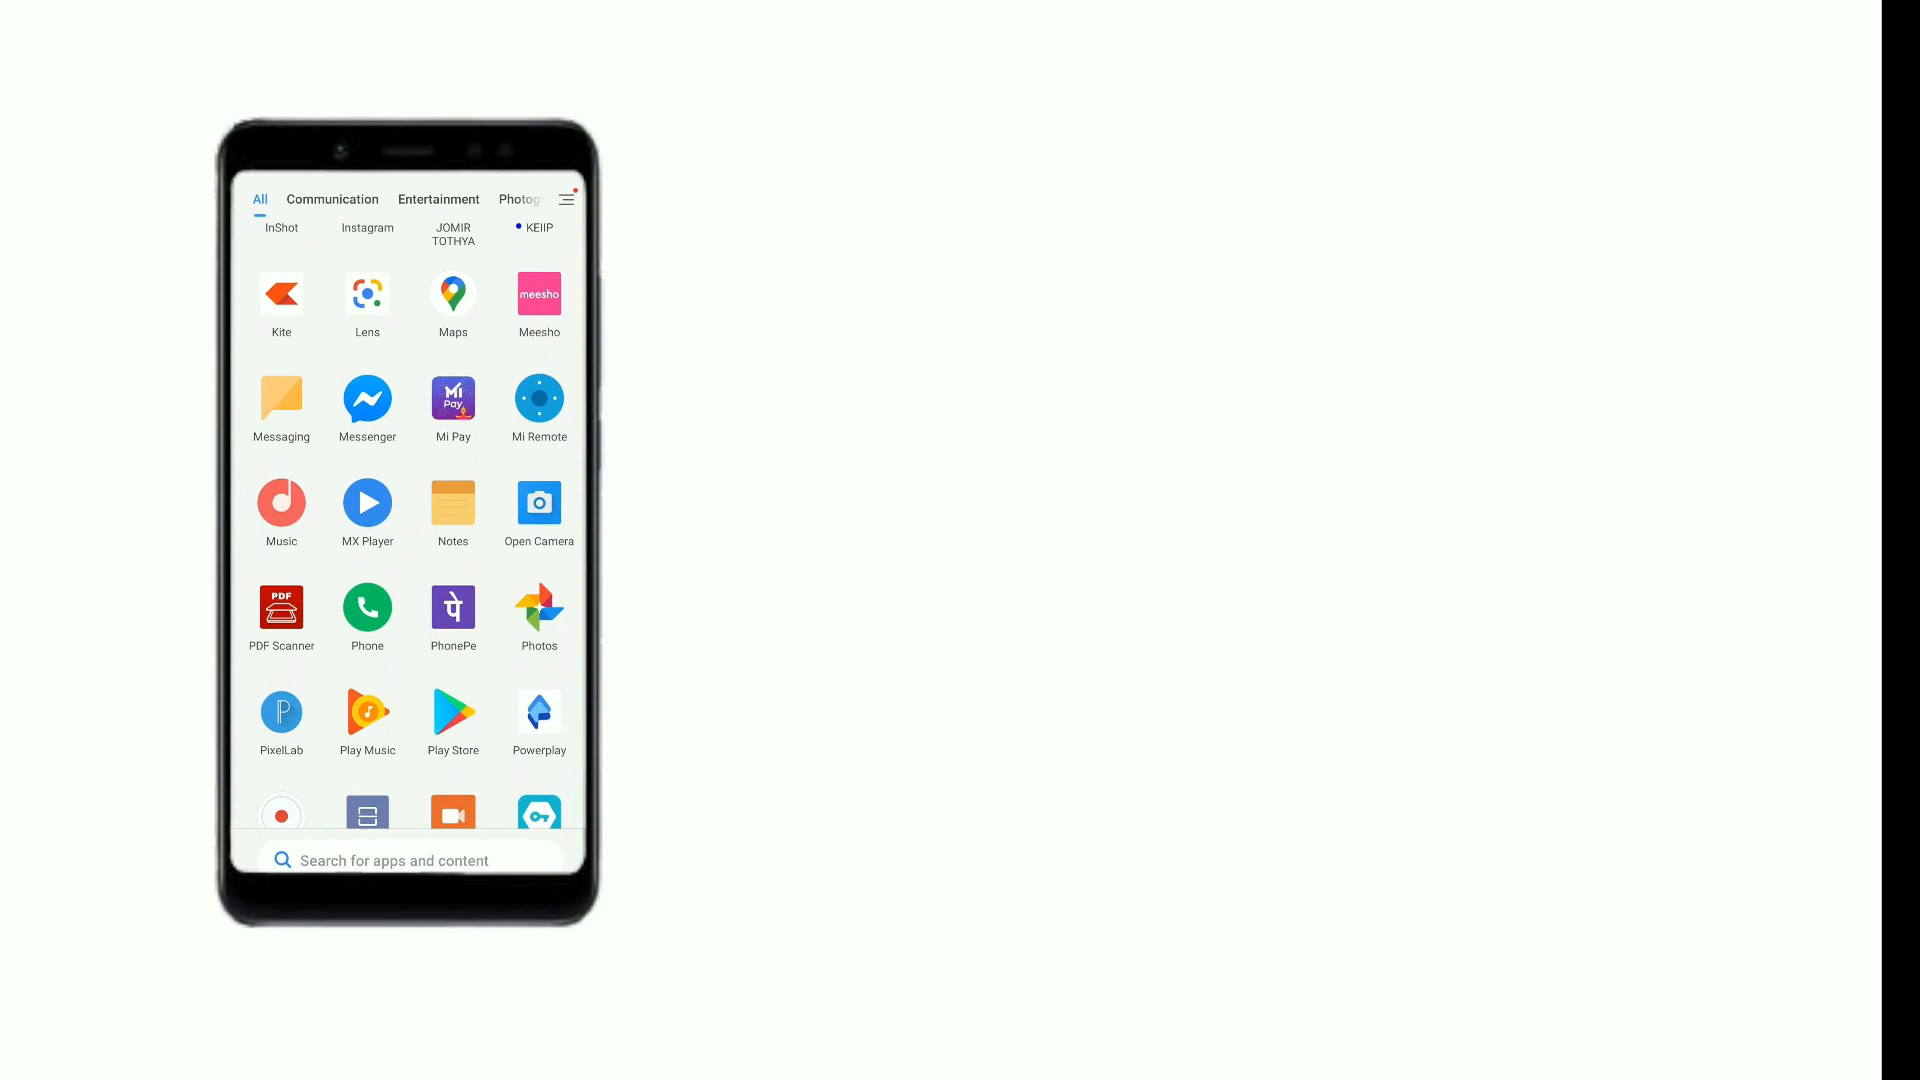 All Communication Entertainment Photog
InShot Instagram JOMIR TOTHYA KEIIP
meesho
Kite Lens Maps Meesho
Mi Pay
Messaging Messenger Mi Pay Mi Remote
Music MX Player Notes Open Camera
PDF पे
PDF Scanner Phone PhonePe Photos
P
PixelLab Play Music Play Store Powerplay
Search for apps and content